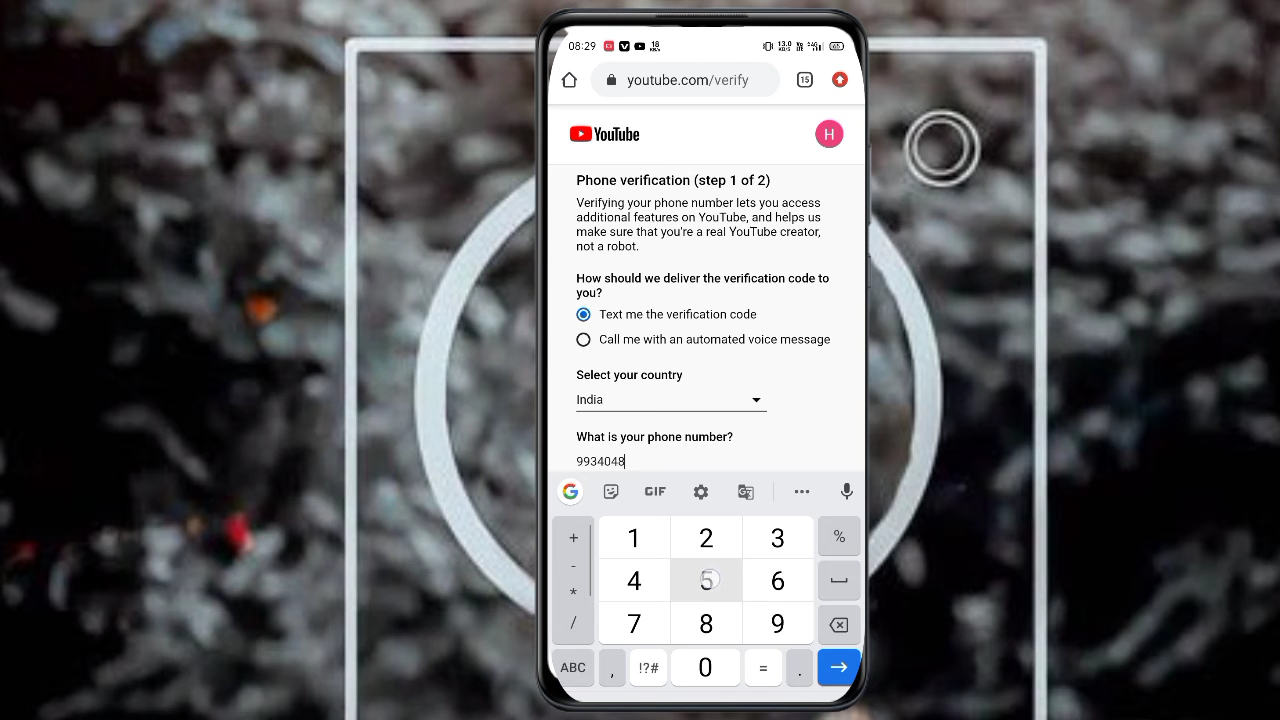 08:29
youtube.com/verify
15
YouTube
H
Phone verification (step 1 of 2)
Verifying your phone number lets you access
additional features on YouTube, and helps us
make sure that you're a real YouTube creator,
not a robot.
How should we deliver the verification code to
you?
Text me the verification code
Call me with an automated voice message
Select your country
India
What is your phone number?
9934048
G GIF
+ 1 2 3 %
- 4 5 6
* 7 8 9
/
ABC , !?# 0 = .